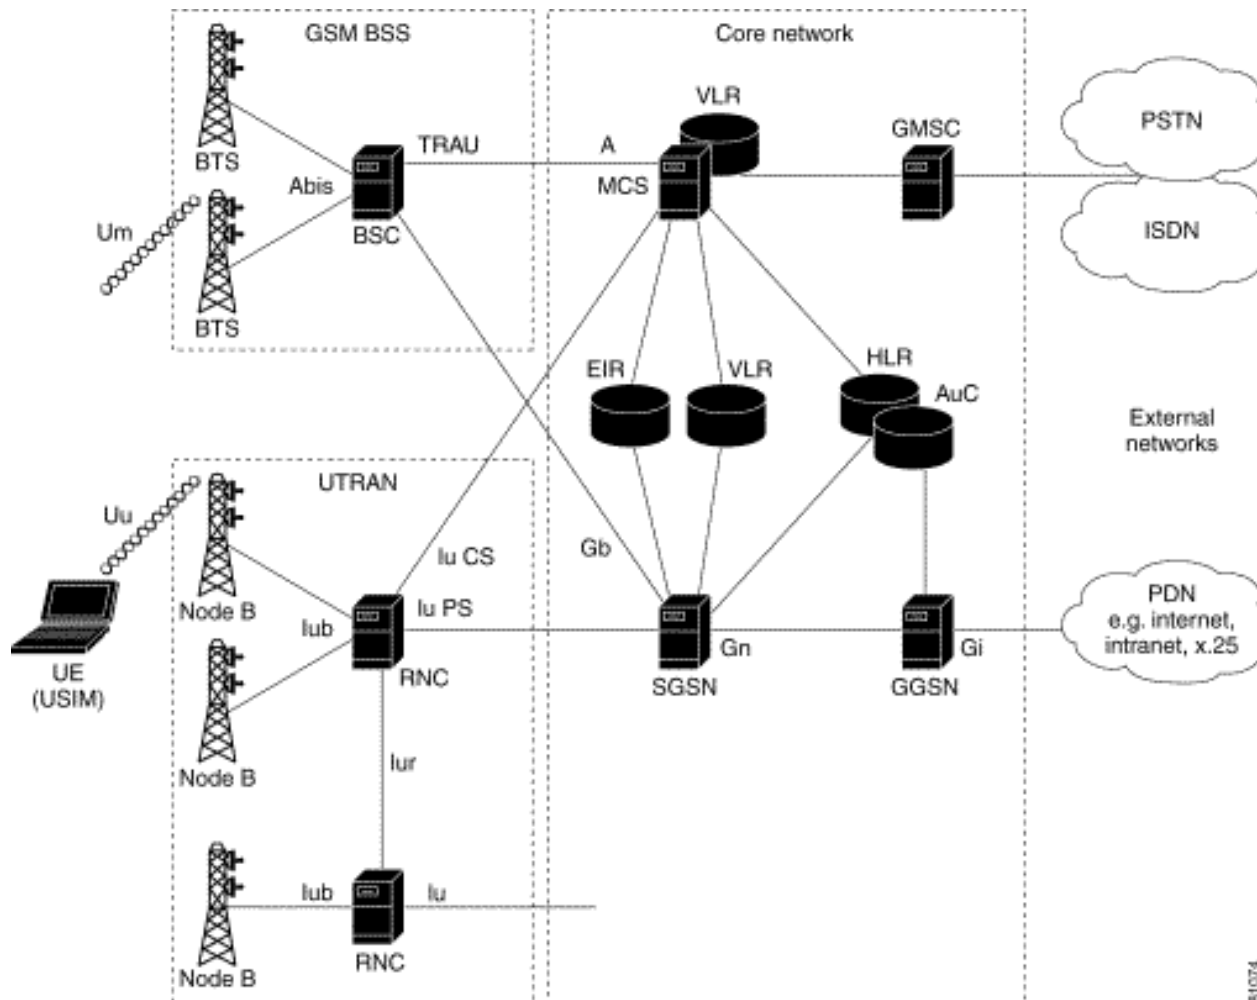 GSM BSS
Core network
VLR
GMSC
PSTN
BTS
TRAU
A
Abis
MCS
BSC
Um
ISDN
BTS
EIR
VLR
HLR
AuC
External
networks
UTRAN
Uu
Iu CS
Gb
Node B
Iu PS
Iub
PDN
e.g. internet,
intranet, x.25
Gn
Gi
UE
(USIM)
RNC
SGSN
GGSN
Iur
Node B
Iub
Iu
RNC
Node B